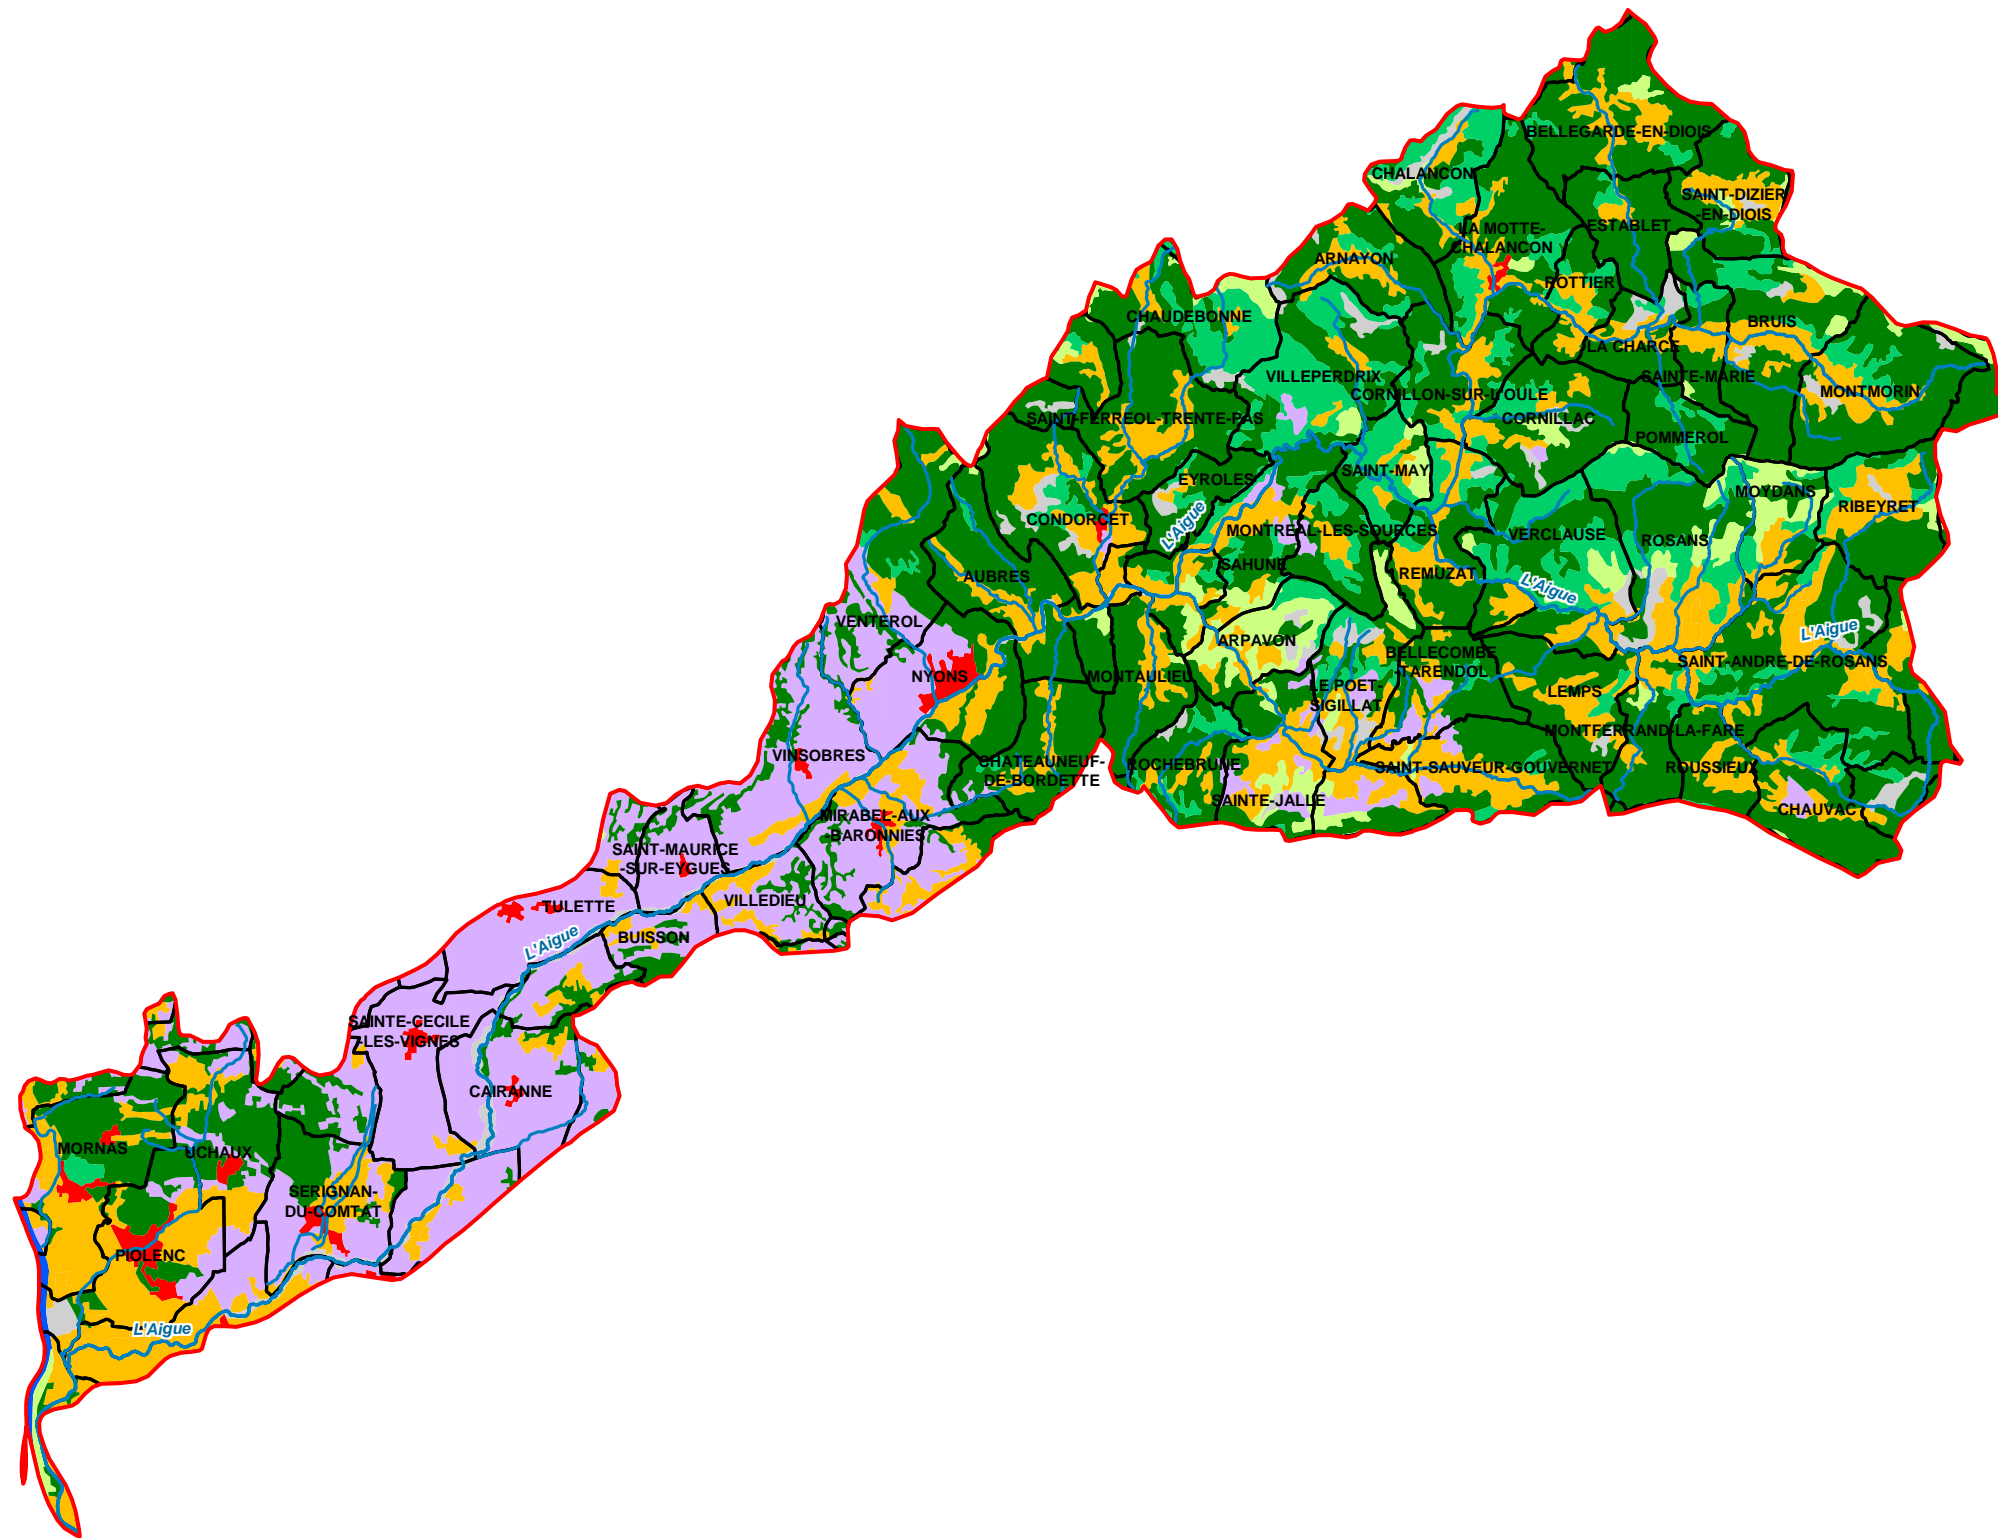 BELLEGARDE-EN-DIOIS
CHALANCON
SAINT-DIZIER
-EN-DIOIS
ESTABLET
LA MOTTE-
CHALANCON
ARNAYON
ROTTIER
CHAUDEBONNE
BRUIS
LA CHARCE
VILLEPERDRIX
SAINTE-MARIE
CORNILLON-SUR-L'OULE
MONTMORIN
SAINT-FERREOL-TRENTE-PAS
CORNILLAC
POMMEROL
SAINT-MAY
EYROLES
MOYDANS
RIBEYRET
CONDORCET
L'Aigue
MONTREAL-LES-SOURCES
VERCLAUSE
ROSANS
SAHUNE
REMUZAT
AUBRES
L'Aigue
VENTEROL
ARPAVON
L'Aigue
BELLECOMBE
-TARENDOL
SAINT-ANDRE-DE-ROSANS
NYONS
MONTAULIEU
LE POET-
SIGILLAT
LEMPS
MONTFERRAND-LA-FARE
VINSOBRES
CHATEAUNEUF-
DE-BORDETTE
ROCHEBRUNE
SAINT-SAUVEUR-GOUVERNET
ROUSSIEUX
SAINTE-JALLE
CHAUVAC
MIRABEL-AUX
-BARONNIES
SAINT-MAURICE
-SUR-EYGUES
VILLEDIEU
TULETTE
BUISSON
L'Aigue
SAINTE-CECILE
-LES-VIGNES
CAIRANNE
MORNAS
UCHAUX
SERIGNAN-
DU-COMTAT
PIOLENC
L'Aigue